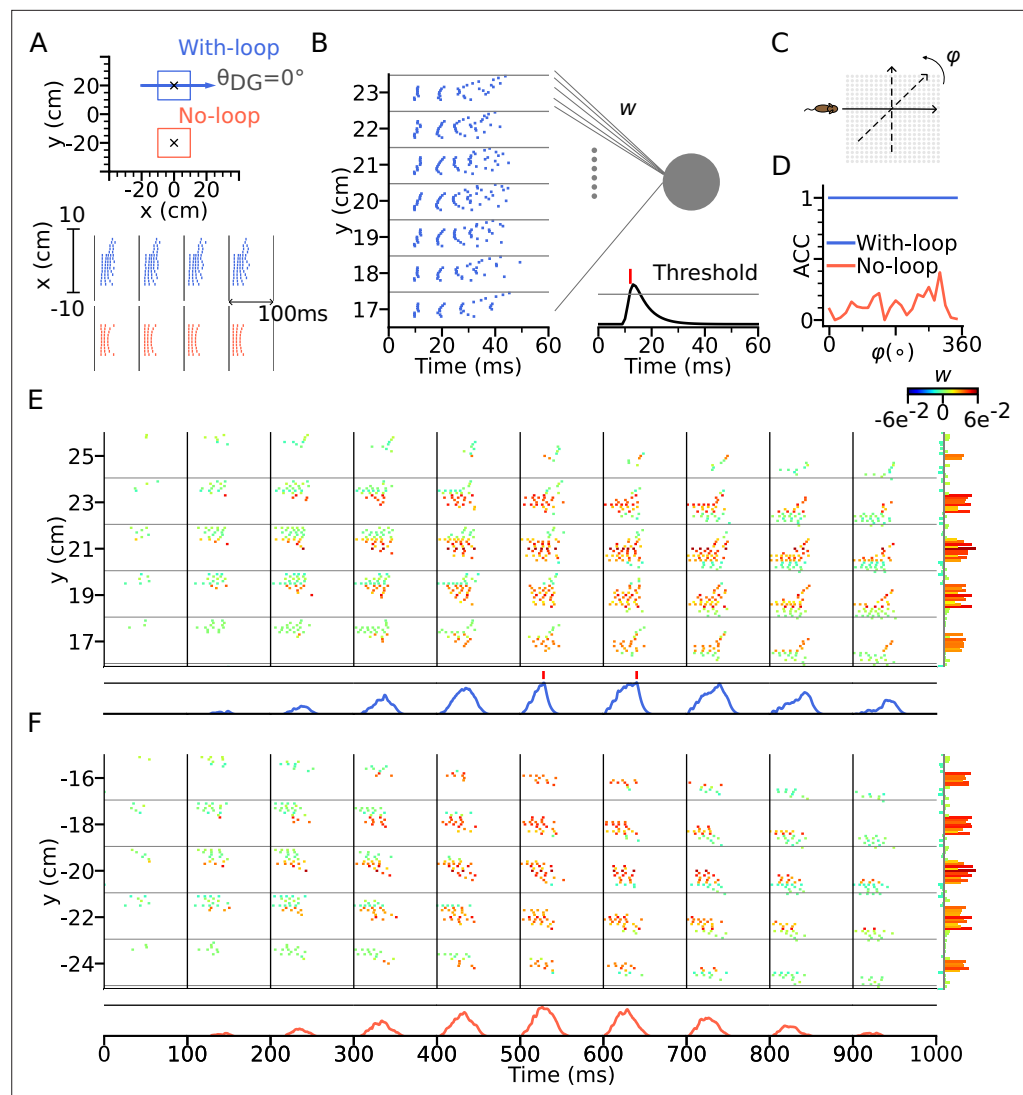 A
With-loop
θDG=0°
No-loop
y (cm)
20
0
-20
-20 0 20
x (cm)
x (cm)
10
-10
100ms
B
y (cm)
23
22
21
20
19
18
17
0 20 40 60
Time (ms)
w
Threshold
0 20 40 60
Time (ms)
C
φ
D
ACC
1
0
With-loop
No-loop
0 360
φ(°)
w
-6e-2 0 6e-2
E
y (cm)
25
23
21
19
17
F
y (cm)
-16
-18
-20
-22
-24
0 100 200 300 400 500 600 700 800 900 1000
Time (ms)